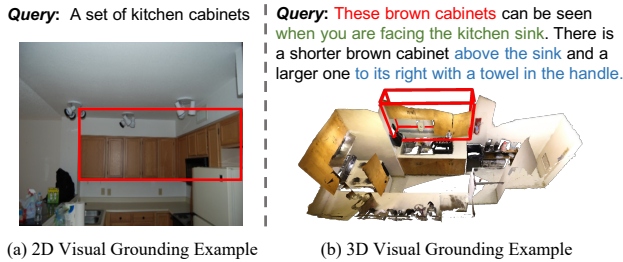 Query: A set of kitchen cabinets
(a) 2D Visual Grounding Example
Query: These brown cabinets can be seen
when you are facing the kitchen sink. There is
a shorter brown cabinet above the sink and a
larger one to its right with a towel in the handle.
(b) 3D Visual Grounding Example